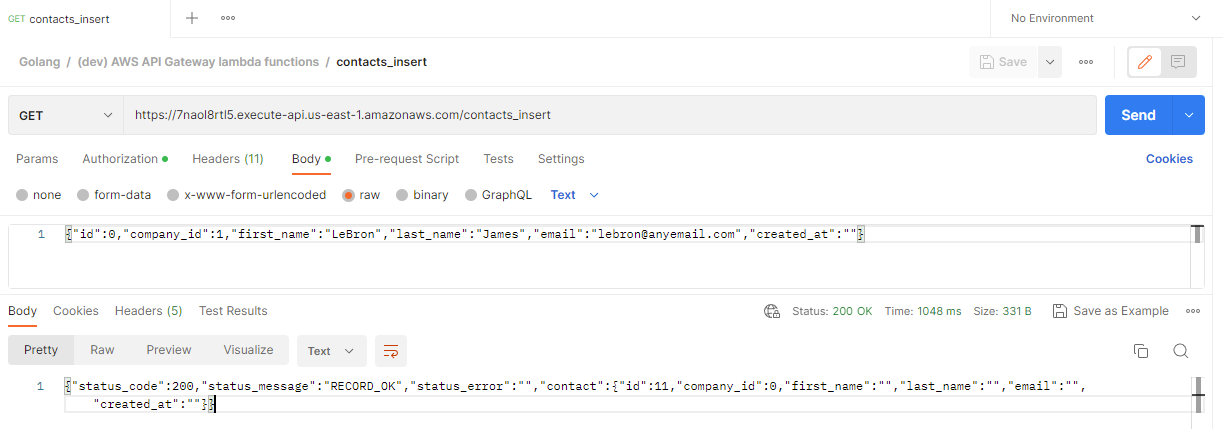 GET contacts_insert
No Environment
Golang / (dev) AWS API Gateway lambda functions / contacts_insert
Save
GET
https://7naol8rtl5.execute-api.us-east-1.amazonaws.com/contacts_insert
Send
Params Authorization Headers (11) Body Pre-request Script Tests Settings Cookies
none form-data x-www-form-urlencoded raw binary GraphQL Text
1 {"id":0,"company_id":1,"first_name":"LeBron","last_name":"James","email":"lebron@anyemail.com","created_at":""}
Body Cookies Headers (5) Test Results Status: 200 OK Time: 1048 ms Size: 331 B Save as Example
Pretty Raw Preview Visualize Text
1 {"status_code":200,"status_message":"RECORD_OK","status_error":"","contact":{"id":11,"company_id":0,"first_name":"","last_name":"","email":"",
"created_at":""}}